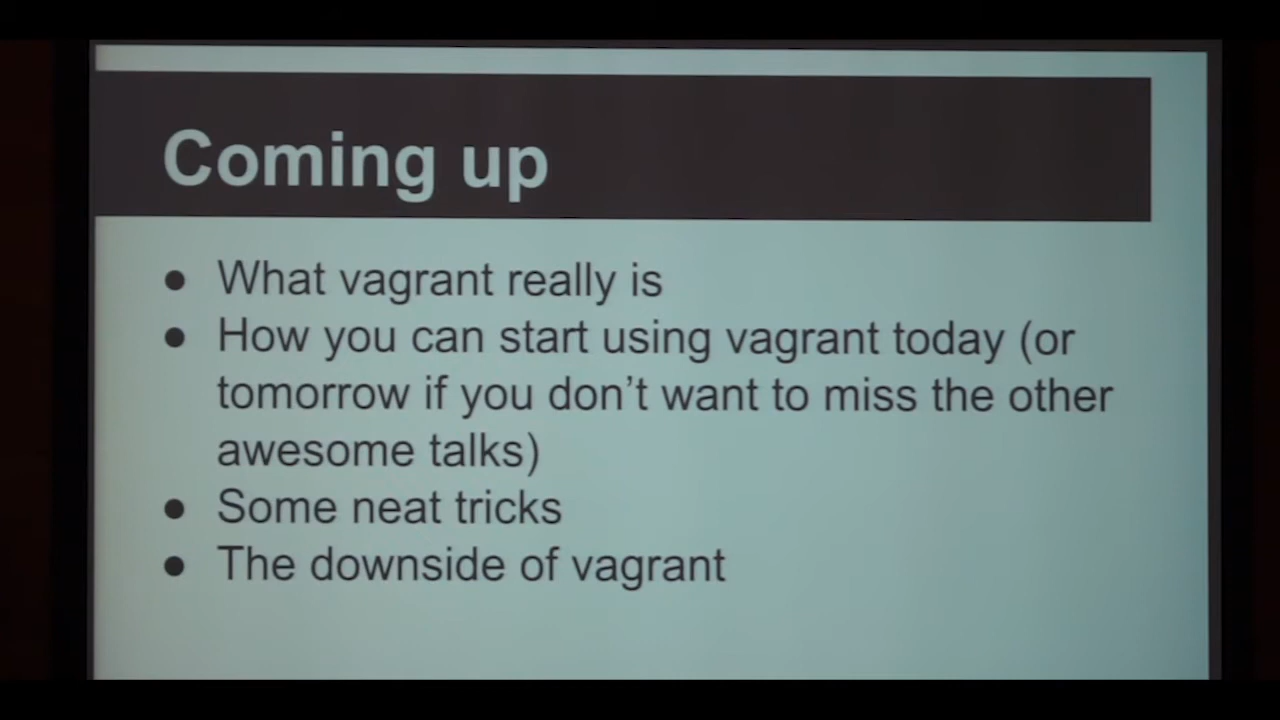 Coming up
● What vagrant really is
● How you can start using vagrant today (or
tomorrow if you don’t want to miss the other
awesome talks)
● Some neat tricks
● The downside of vagrant